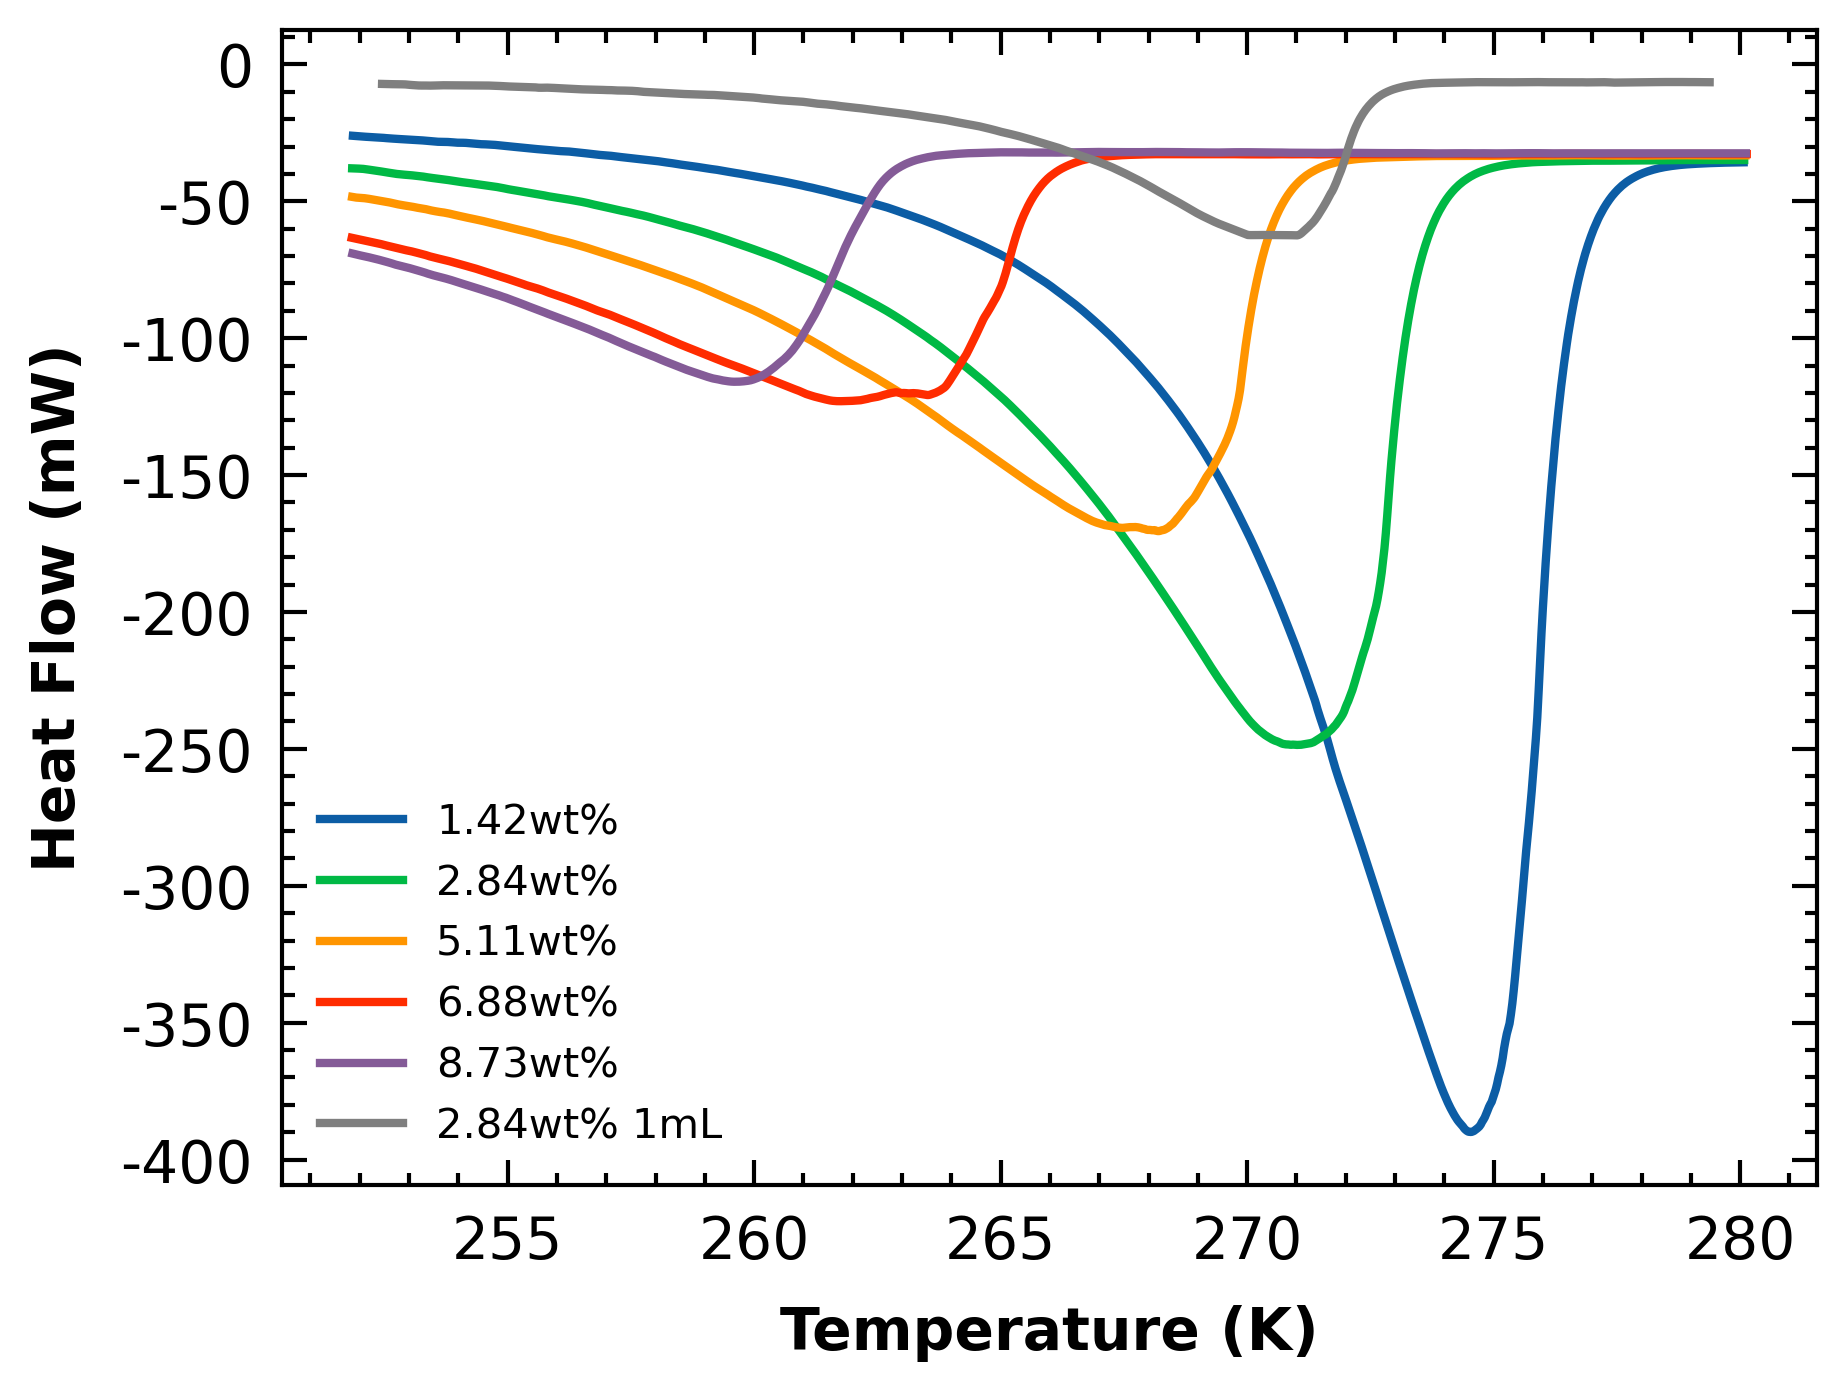 Heat Flow (mW)
0
-50
-100
-150
-200
-250
-300
-350
-400
1.42wt%
2.84wt%
5.11wt%
6.88wt%
8.73wt%
2.84wt% 1mL
255 260 265 270 275 280
Temperature (K)